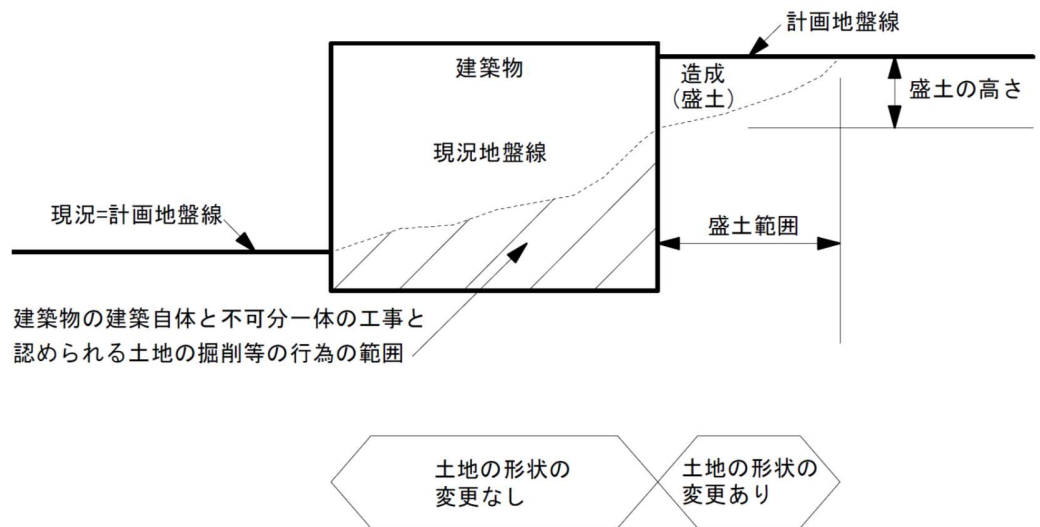 計画地盤線
建築物
造成
(盛土)
盛土の高さ
現況地盤線
現況=計画地盤線
盛土範囲
建築物の建築自体と不可分一体の工事と
認められる土地の掘削等の行為の範囲
土地の形状の
変更なし
土地の形状の
変更あり